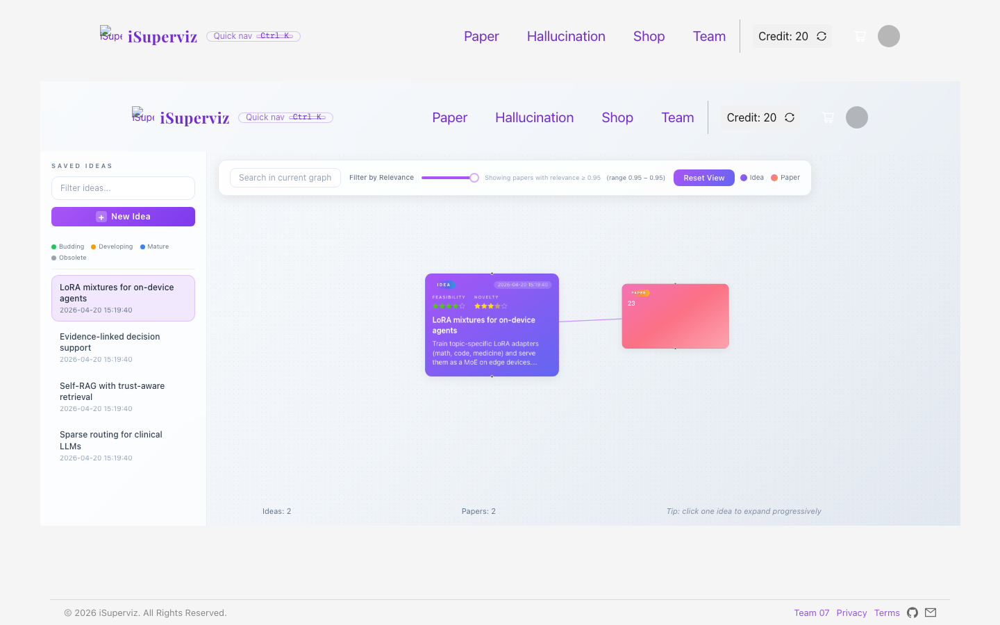 iSupe
iSuperviz
Quick nav Ctrl K
Paper
Hallucination
Shop
Team
Credit: 20
iSupe
iSuperviz
Quick nav Ctrl K
Paper
Hallucination
Shop
Team
Credit: 20
SAVED IDEAS
Filter ideas...
+ New Idea
Budding
Developing
Mature
Obsolete
LoRA mixtures for on-device
agents
2026-04-20 15:19:40
Evidence-linked decision
support
2026-04-20 15:19:40
Self-RAG with trust-aware
retrieval
2026-04-20 15:19:40
Sparse routing for clinical
LLMs
2026-04-20 15:19:40
Search in current graph
Filter by Relevance
Showing papers with relevance ≥ 0.95
(range 0.95 – 0.95)
Reset View
Idea
Paper
IDEA
2026-04-20 15:19:40
FEASIBILITY
NOVELTY
LoRA mixtures for on-device
agents
Train topic-specific LoRA adapters
(math, code, medicine) and serve
them as a MoE on edge devices....
PAPER
23
Ideas: 2
Papers: 2
Tip: click one idea to expand progressively
© 2026 iSuperviz. All Rights Reserved.
Team 07
Privacy
Terms